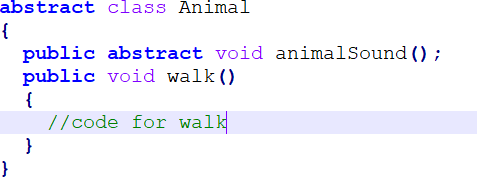 abstract class Animal
{
  public abstract void animalSound();
  public void walk()
  {
    //code for walk
  }
}